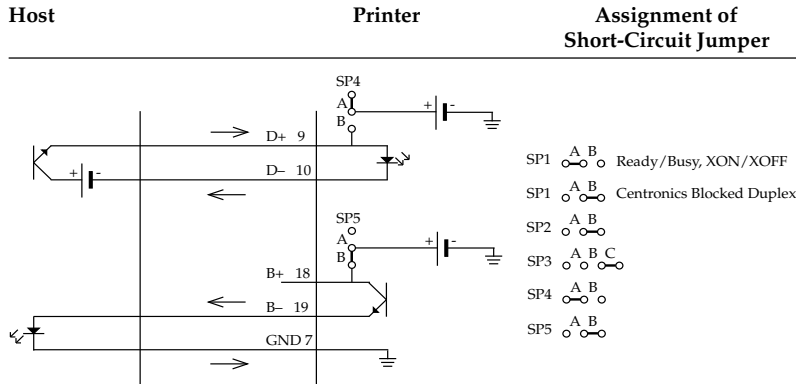 Host Printer Assignment of
Short-Circuit Jumper
SP4
A
+ -
B
D+ 9
+ -
D– 10
SP5
A
+ -
B
B+ 18
B– 19
GND 7
A B
SP1 Ready/Busy, XON/XOFF
A B
SP1 Centronics Blocked Duplex
A B
SP2
A B C
SP3
A B
SP4
A B
SP5